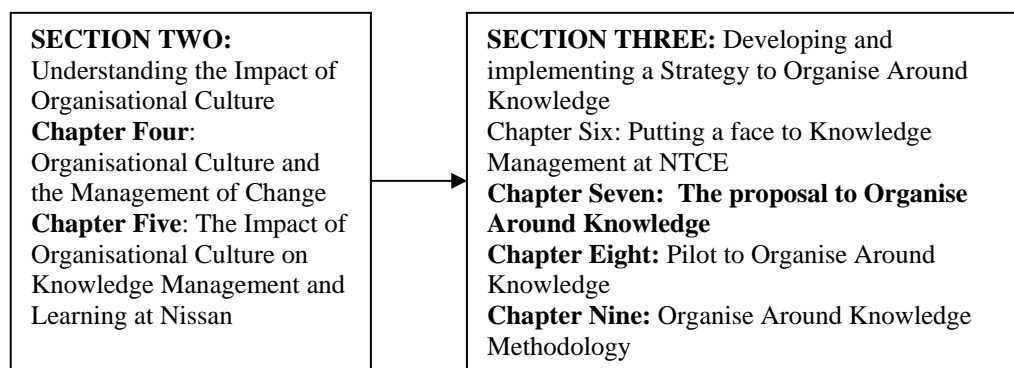 SECTION TWO:
Understanding the Impact of
Organisational Culture
Chapter Four:
Organisational Culture and
the Management of Change
Chapter Five: The Impact of
Organisational Culture on
Knowledge Management and
Learning at Nissan
SECTION THREE: Developing and
implementing a Strategy to Organise Around
Knowledge
Chapter Six: Putting a face to Knowledge
Management at NTCE
Chapter Seven:  The proposal to Organise
Around Knowledge
Chapter Eight: Pilot to Organise Around
Knowledge
Chapter Nine: Organise Around Knowledge
Methodology